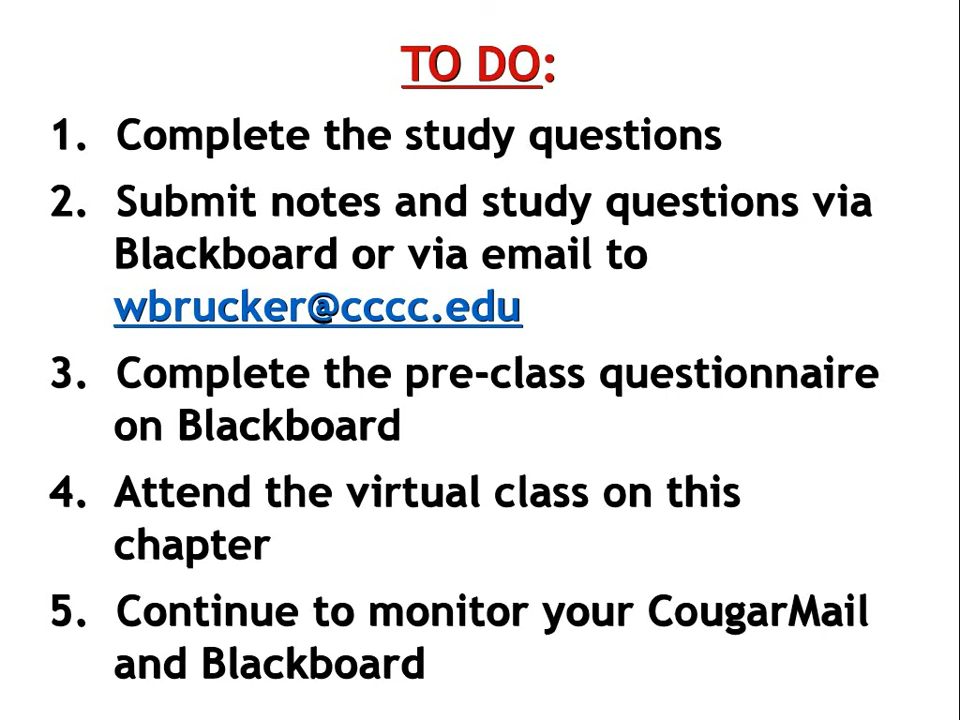 TO DO:
1. Complete the study questions
2. Submit notes and study questions via
Blackboard or via email to
wbrucker@cccc.edu
3. Complete the pre-class questionnaire
on Blackboard
4. Attend the virtual class on this
chapter
5. Continue to monitor your CougarMail
and Blackboard